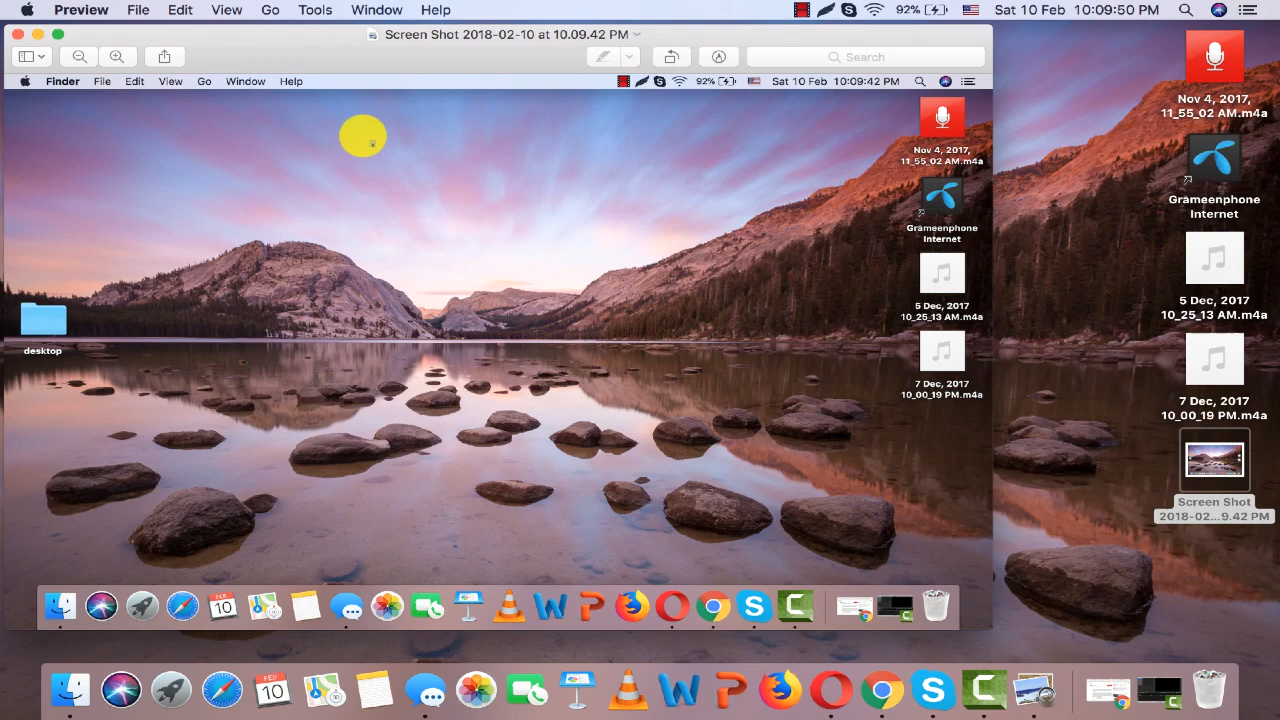 Preview File Edit View Go Tools Window Help 92% Sat 10 Feb 10:09:50 PM
Screen Shot 2018-02-10 at 10.09.42 PM
Search
Finder File Edit View Go Window Help 92% Sat 10 Feb 10:09:42 PM
Nov 4, 2017,
11_55_02 AM.m4a
Grameenphone
Internet
5 Dec, 2017
10_25_13 AM.m4a
7 Dec, 2017
10_00_19 PM.m4a
desktop
FEB
10
Nov 4, 2017,
11_55_02 AM.m4a
Grameenphone
Internet
5 Dec, 2017
10_25_13 AM.m4a
7 Dec, 2017
10_00_19 PM.m4a
Screen Shot
2018-02...9.42 PM
10